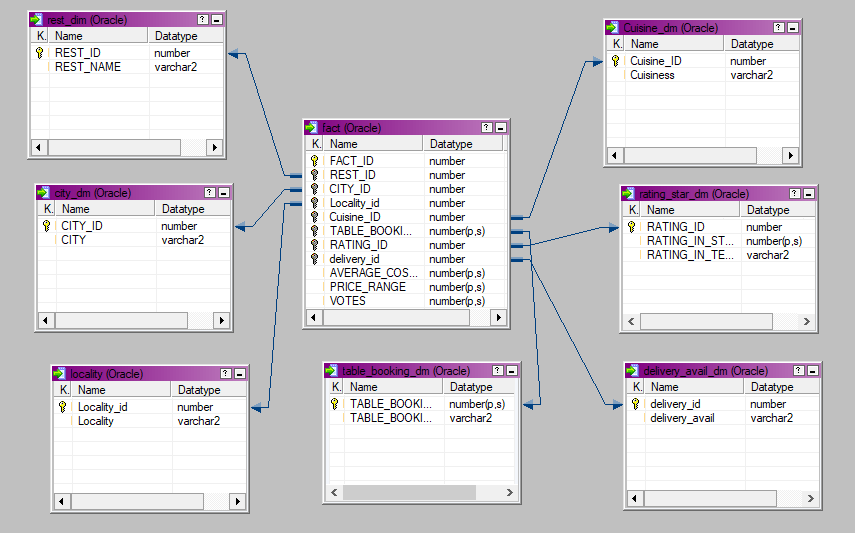 rest_dim (Oracle)
K. Name Datatype
REST_ID number
REST_NAME varchar2
Cuisine_dm (Oracle)
K. Name Datatype
Cuisine_ID number
Cuisiness varchar2
fact (Oracle)
K. Name Datatype
FACT_ID number
REST_ID number
CITY_ID number
Locality_id number
Cuisine_ID number
TABLE_BOOKI... number(p,s)
RATING_ID number
delivery_id number
AVERAGE_COS... number(p,s)
PRICE_RANGE number(p,s)
VOTES number(p,s)
city_dm (Oracle)
K. Name Datatype
CITY_ID number
CITY varchar2
rating_star_dm (Oracle)
K. Name Datatype
RATING_ID number
RATING_IN_ST... number(p,s)
RATING_IN_TE... varchar2
locality (Oracle)
K. Name Datatype
Locality_id number
Locality varchar2
table_booking_dm (Oracle)
K. Name Datatype
TABLE_BOOKI... number(p,s)
TABLE_BOOKI... varchar2
delivery_avail_dm (Oracle)
K. Name Datatype
delivery_id number
delivery_avail varchar2